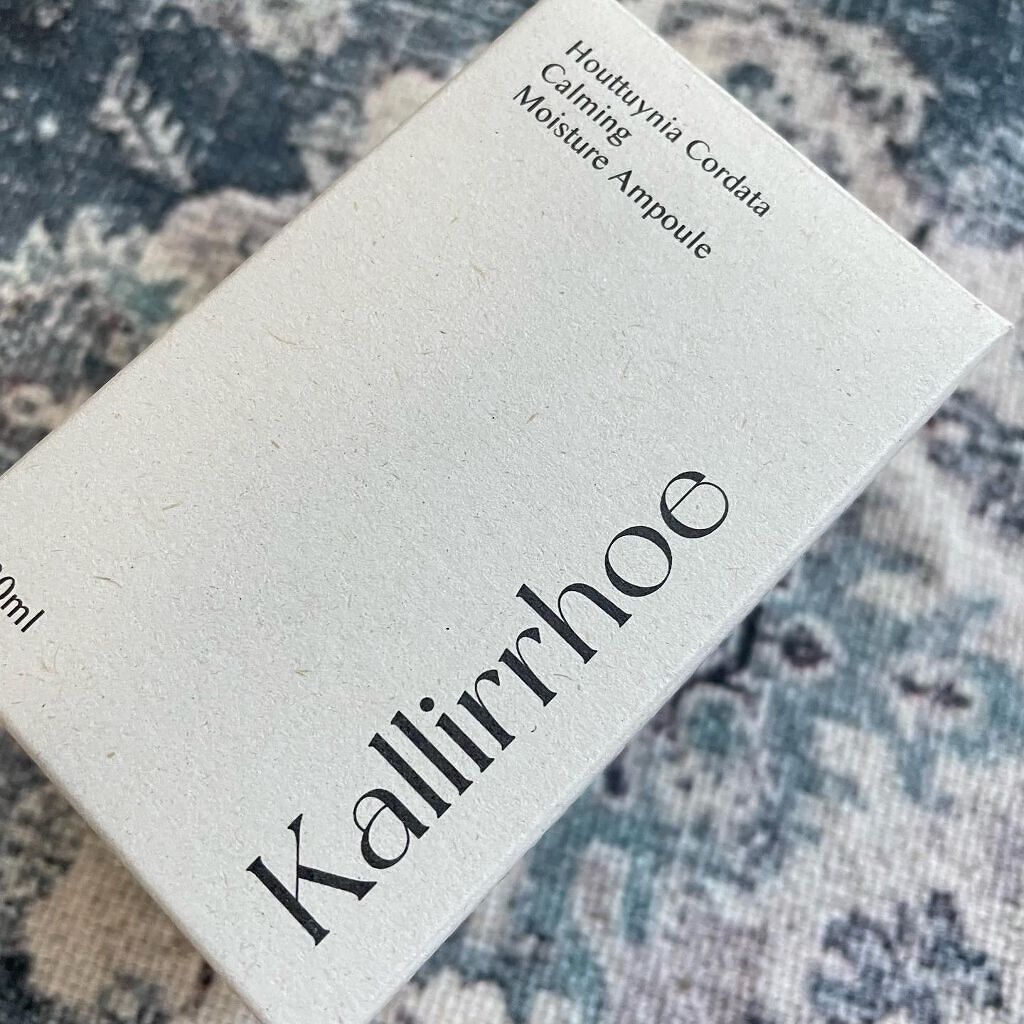 Houttuynia Cordata
Calming
Moisture Ampoule
Kallirrhoe